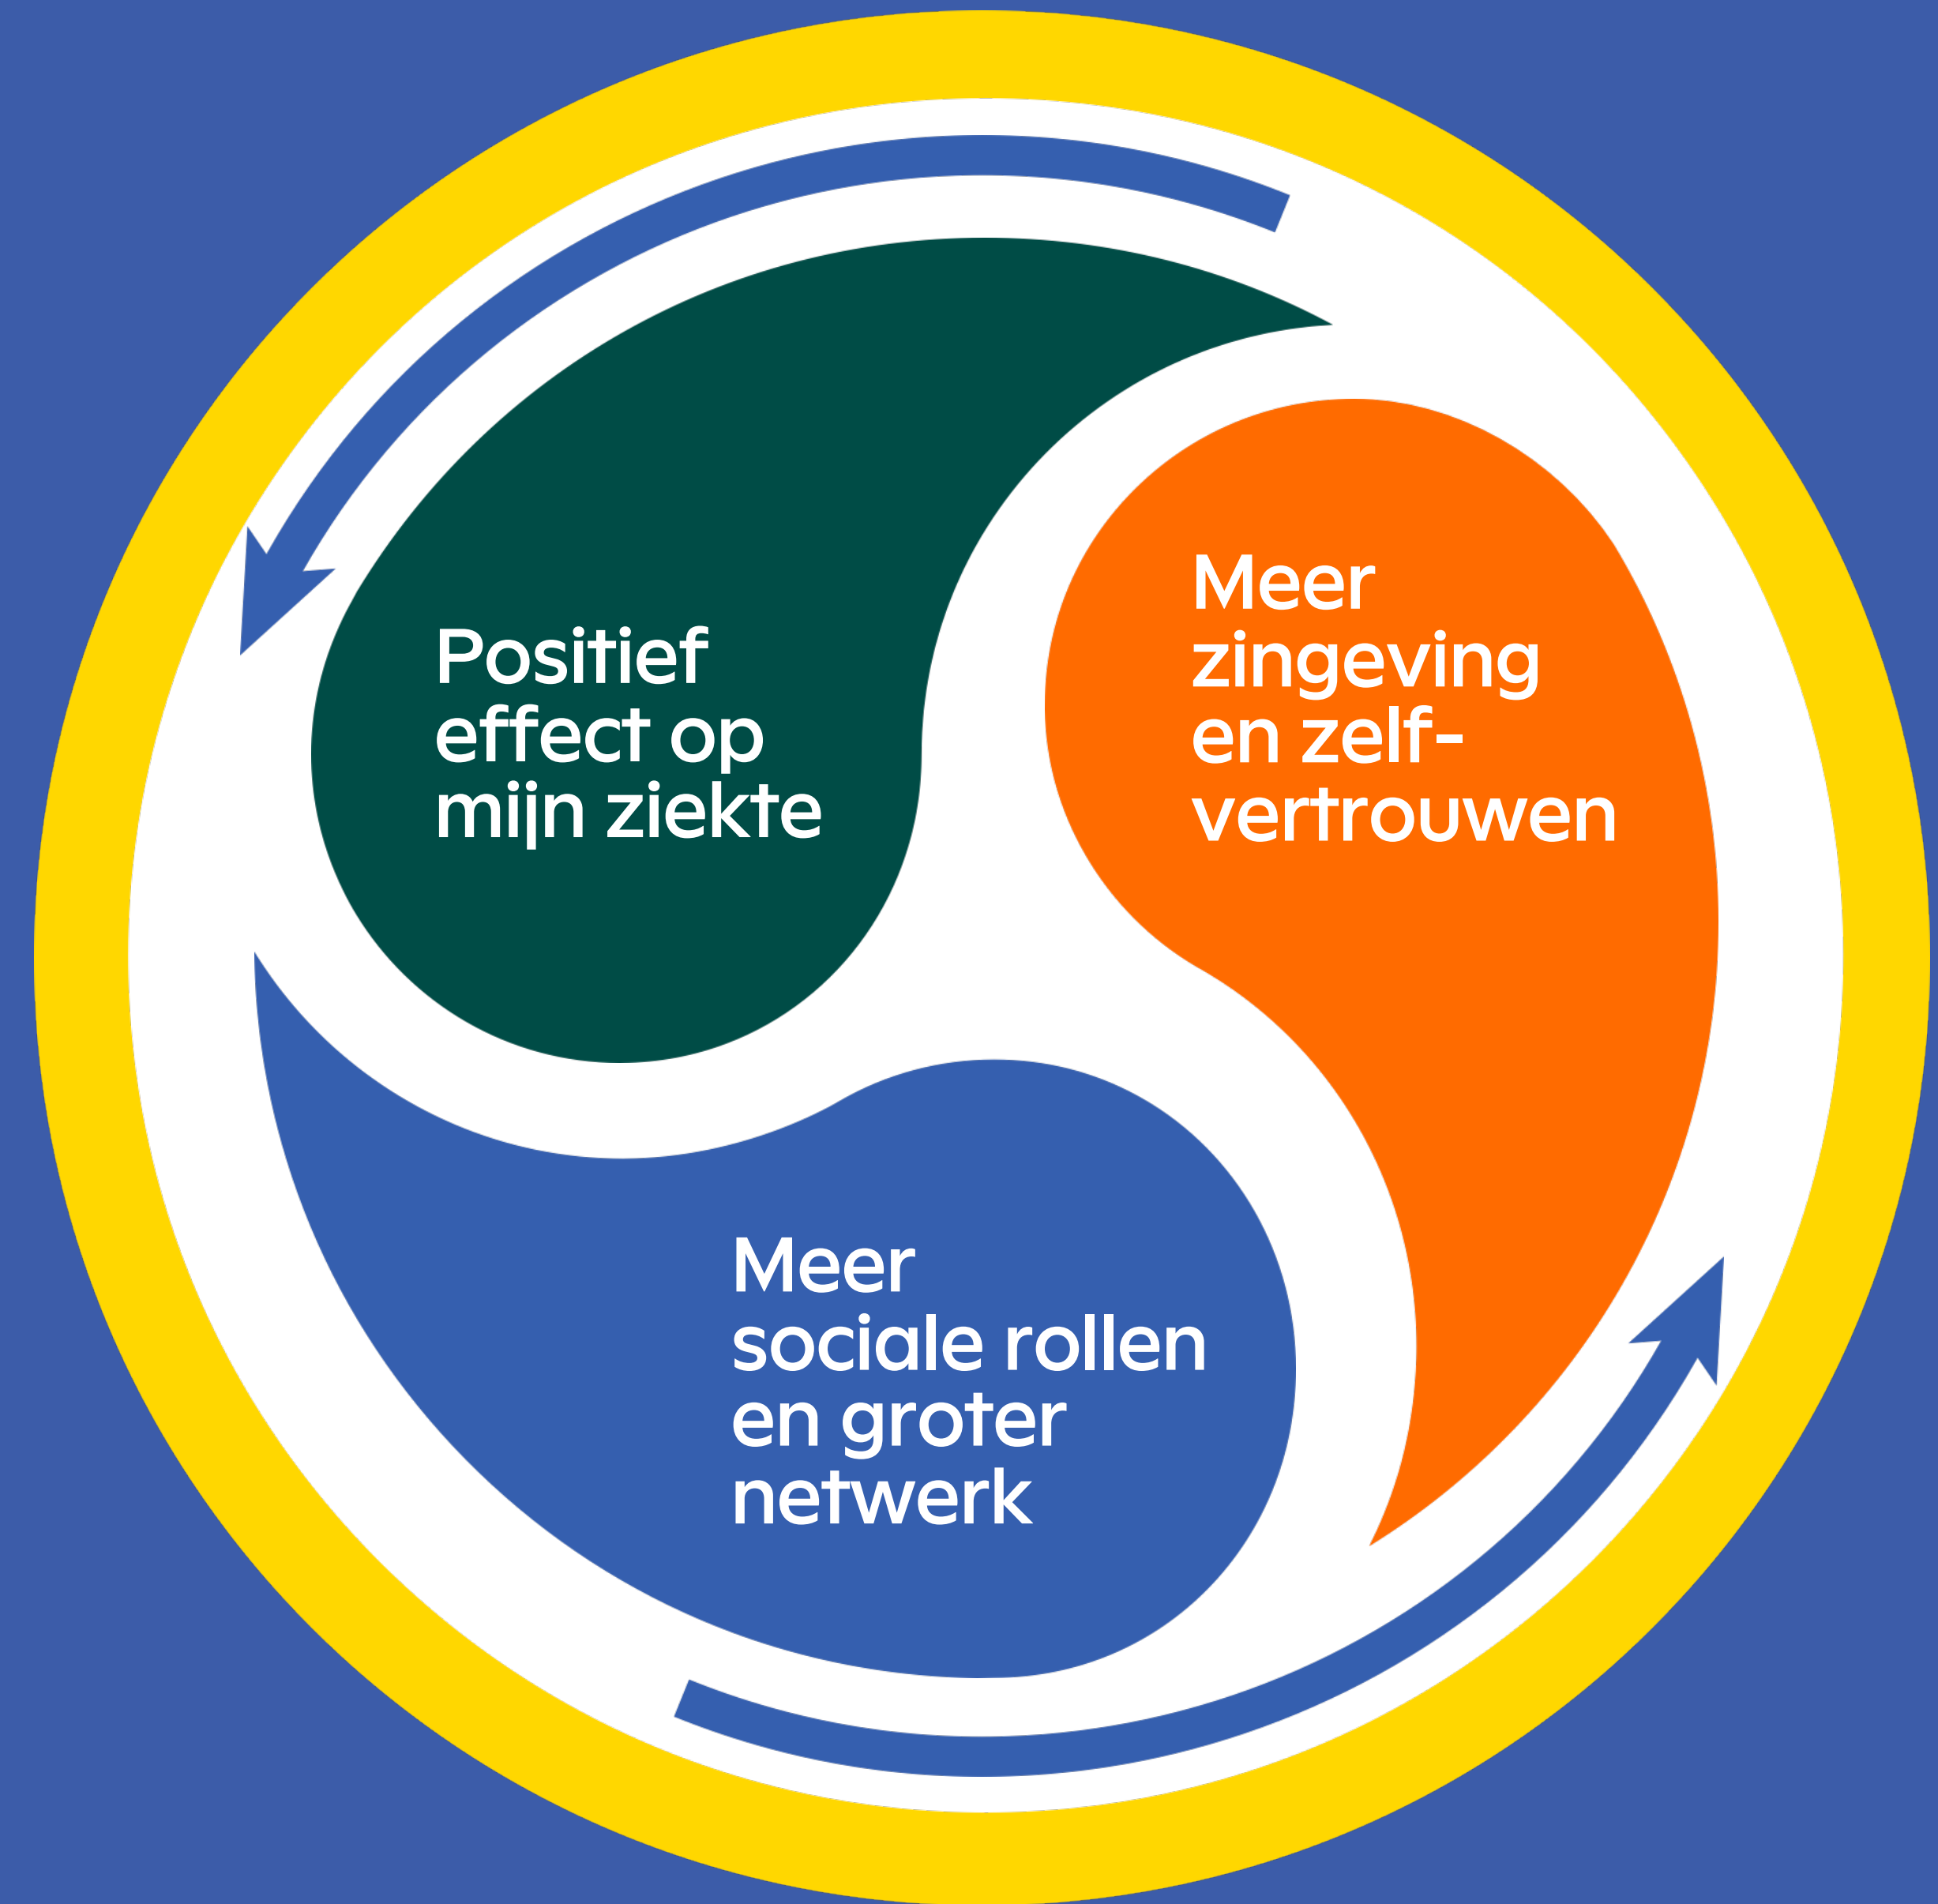 Positief
effect op
mijn ziekte
Meer
zingeving
en zelf-
vertrouwen
Meer
sociale rollen
en groter
netwerk